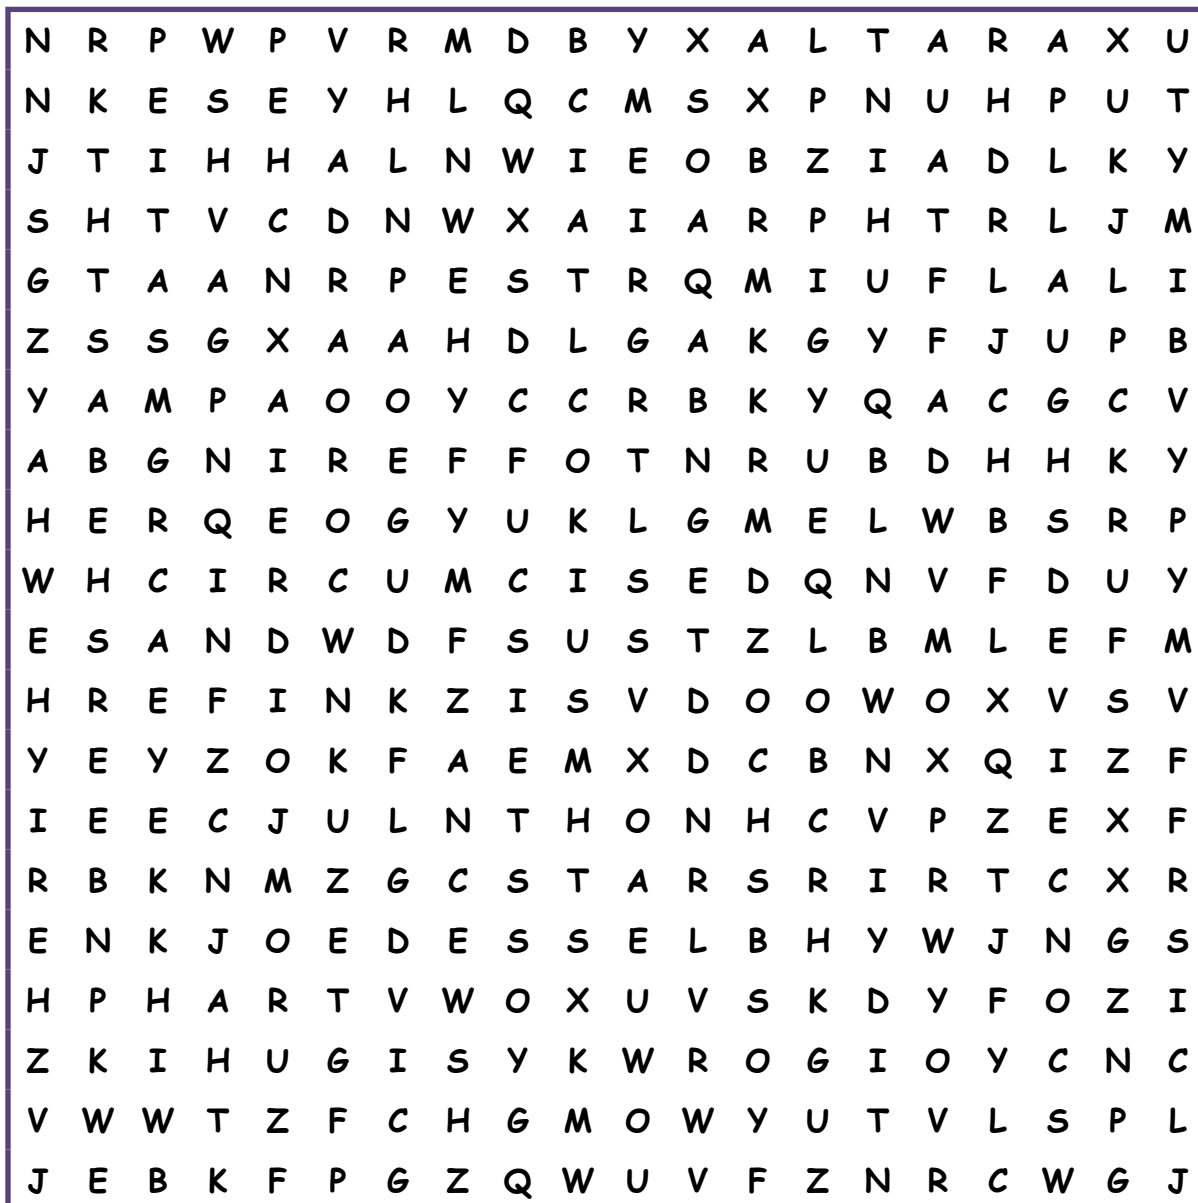 N R P W P V R M D B Y X A L T A R A X U
N K E S E Y H L Q C M S X P N U H P U T
J T I H H A L N W I E O B Z I A D L K Y
S H T V C D N W X A I A R P H T R L J M
G T A A N R P E S T R Q M I U F L A L I
Z S S G X A A H D L G A K G Y F J U P B
Y A M P A O O Y C C R B K Y Q A C G C V
A B G N I R E F F O T N R U B D H H K Y
H E R Q E O G Y U K L G M E L W B S R P
W H C I R C U M C I S E D Q N V F D U Y
E S A N D W D F S U S T Z L B M L E F M
H R E F I N K Z I S V D O O W O X V S V
Y E Y Z O K F A E M X D C B N X Q I Z F
I E E C J U L N T H O N H C V P Z E X F
R B K N M Z G C S T A R S R I R T C X R
E N K J O E D E S S E L B H Y W J N G S
H P H A R T V W O X U V S K D Y F O Z I
Z K I H U G I S Y K W R O G I O Y C N C
V W W T Z F C H G M O W Y U T V L S P L
J E B K F P G Z Q W U V F Z N R C W G J